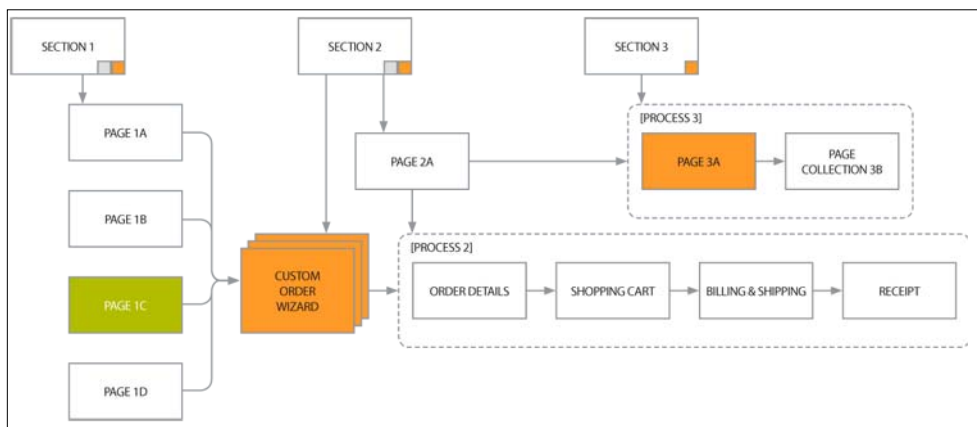 SECTION 1
SECTION 2
SECTION 3
PAGE 1A
[PROCESS 3]
PAGE 2A
PAGE 3A
PAGE
COLLECTION 3B
PAGE 1B
[PROCESS 2]
CUSTOM
ORDER
WIZARD
ORDER DETAILS
SHOPPING CART
BILLING & SHIPPING
RECEIPT
PAGE 1C
PAGE 1D